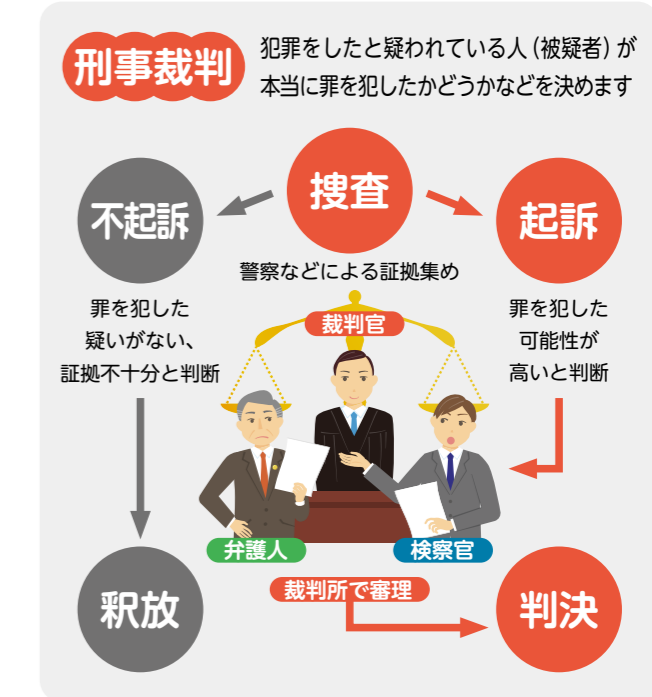 刑事裁判
犯罪をしたと疑われている人(被疑者)が
本当に罪を犯したかどうかなどを決めます
捜査
不起訴
起訴
警察などによる証拠集め
罪を犯した
疑いがない、
証拠不十分と判断
罪を犯した
可能性が
高いと判断
裁判官
弁護人
検察官
裁判所で審理
釈放
判決